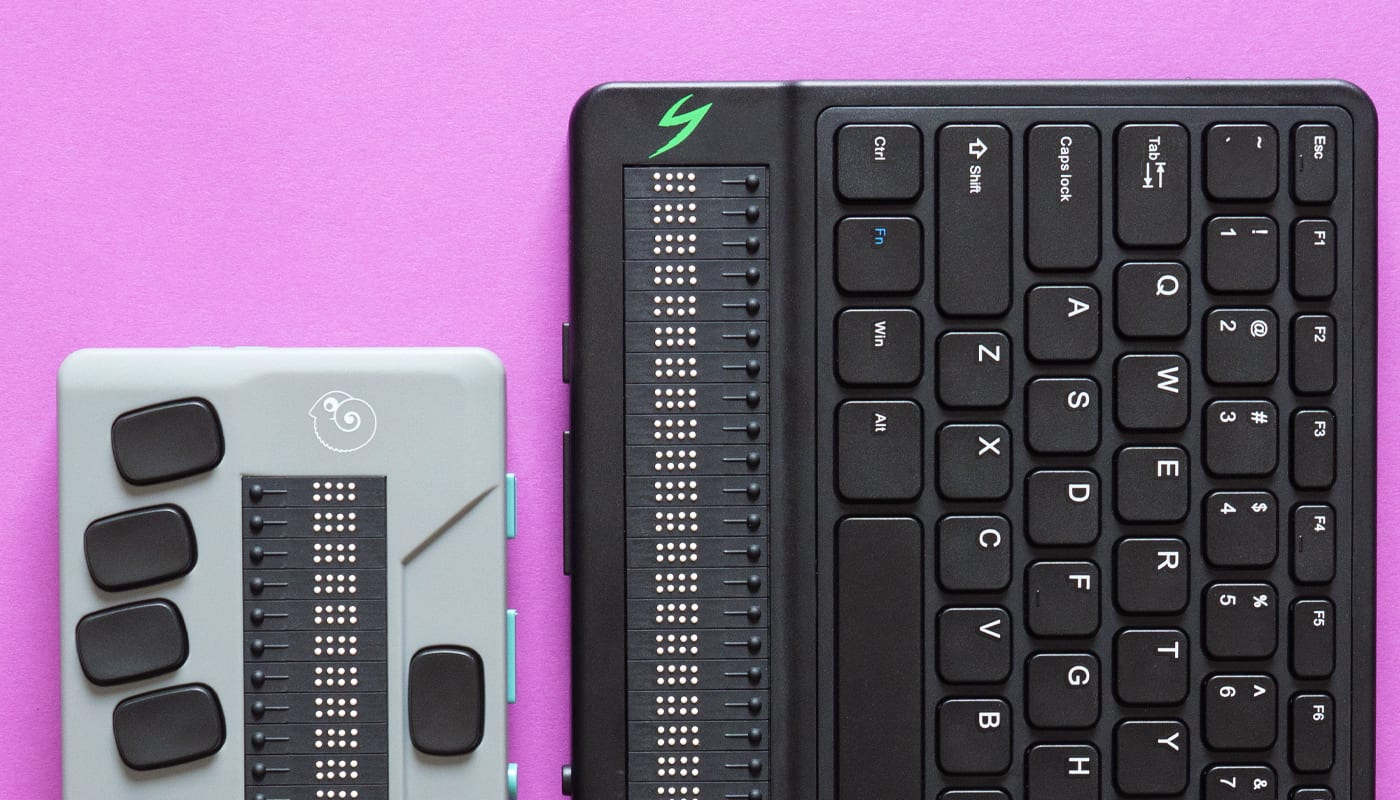 Esc F1 F2 F3 F4 F5 F6
~ ! @ # $ % ^ &
` 1 2 3 4 5 6 7
Tab Q W E R T Y
Caps lock A S D F G H
Shift Z X C V B
Ctrl Fn Win Alt